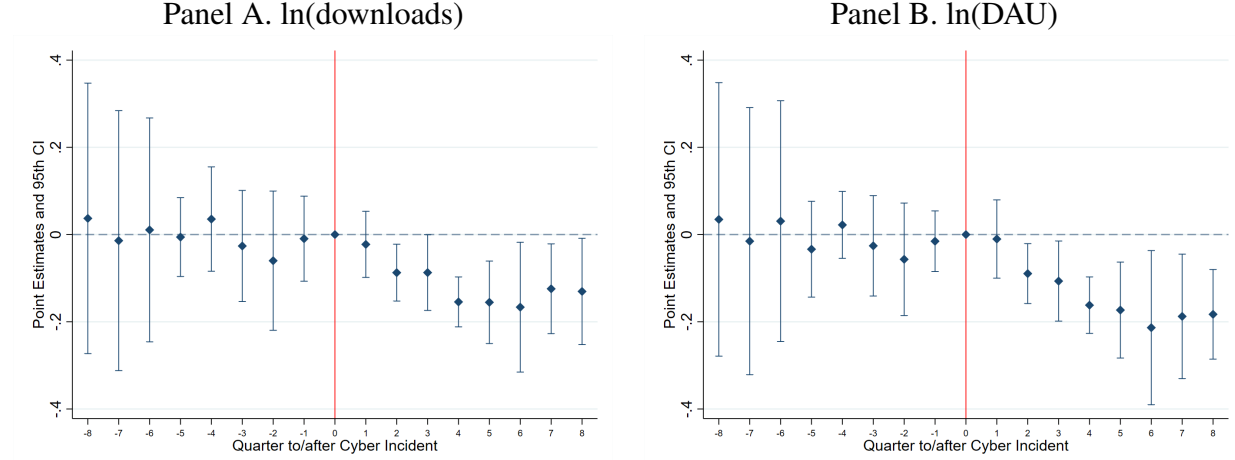 Panel A. ln(downloads)
Point Estimates and 95th CI
.4
.2
0
-.2
-.4
-8 -7 -6 -5 -4 -3 -2 -1 0 1 2 3 4 5 6 7 8
Quarter to/after Cyber Incident
Panel B. ln(DAU)
Point Estimates and 95th CI
.4
.2
0
-.2
-.4
-8 -7 -6 -5 -4 -3 -2 -1 0 1 2 3 4 5 6 7 8
Quarter to/after Cyber Incident